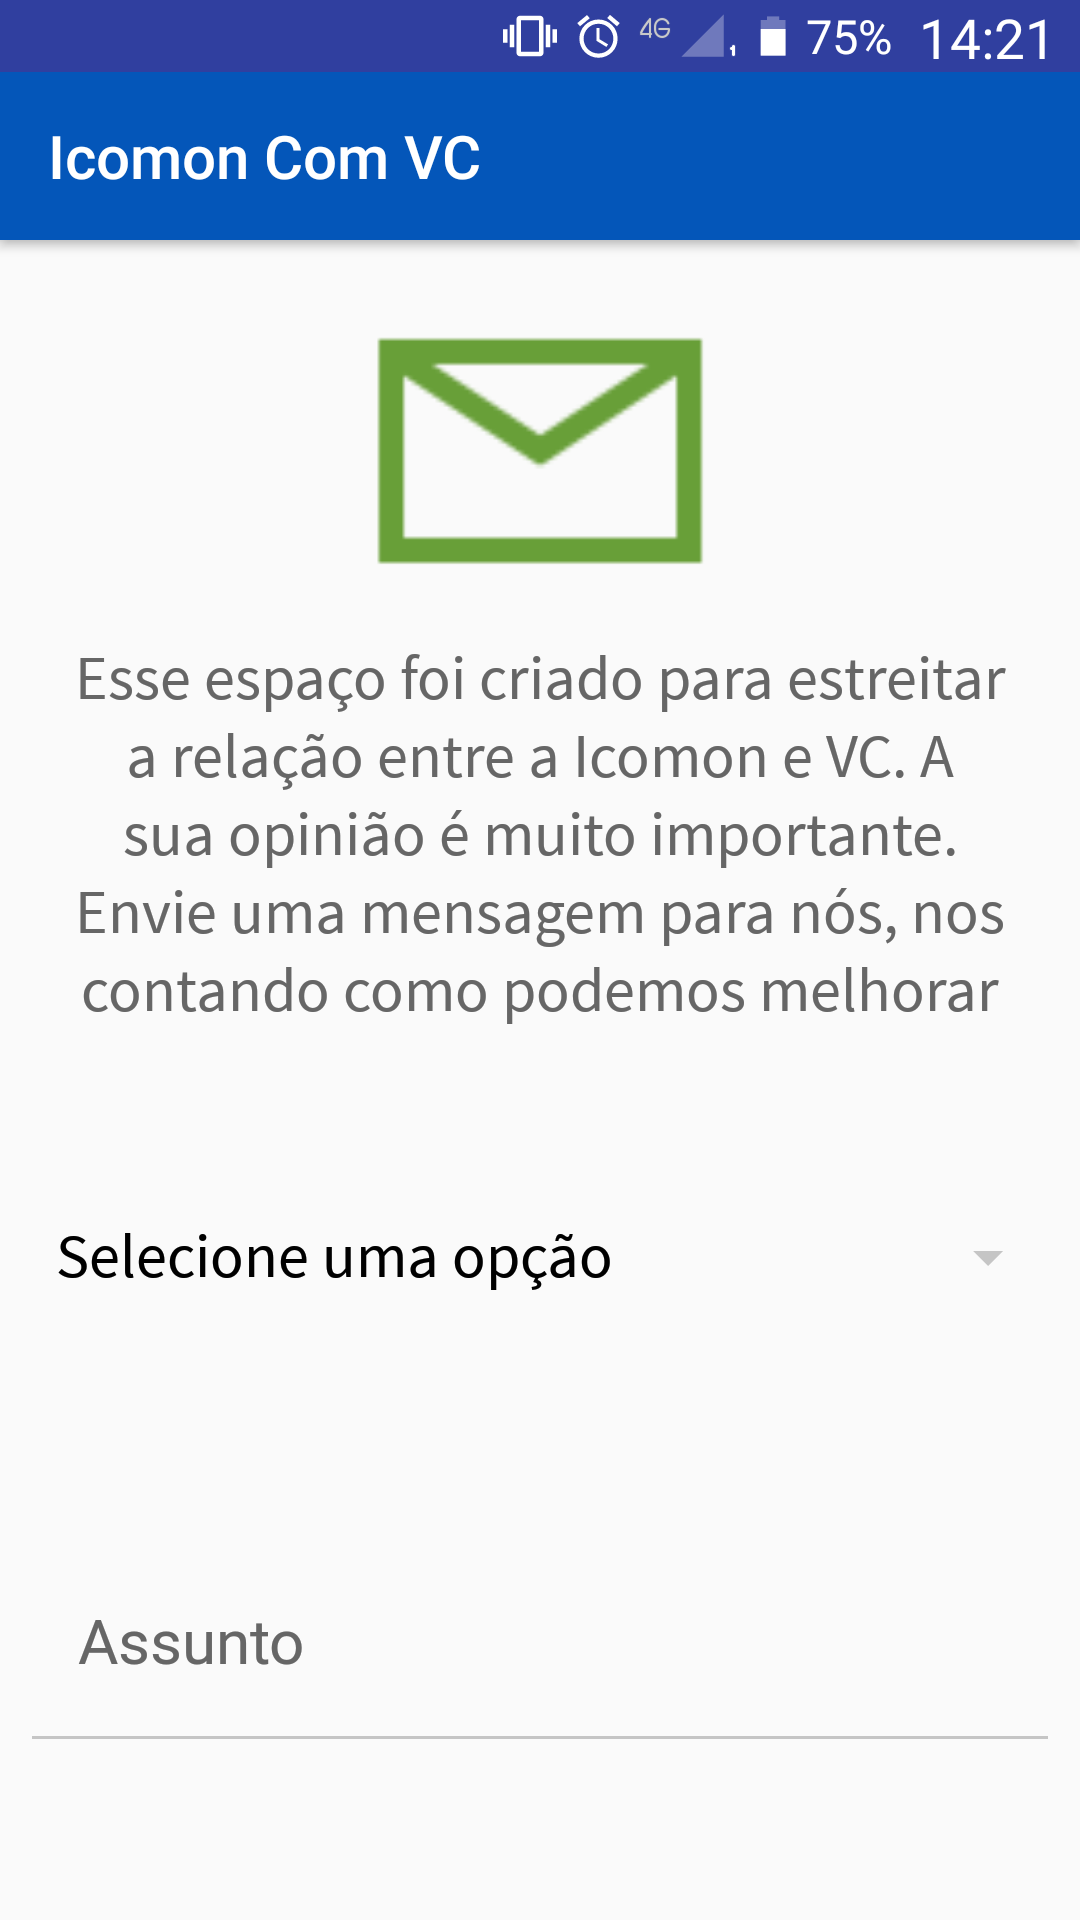 4G 75% 14:21
Icomon Com VC
Esse espaço foi criado para estreitar
a relação entre a Icomon e VC. A
sua opinião é muito importante.
Envie uma mensagem para nós, nos
contando como podemos melhorar
Selecione uma opção
Assunto